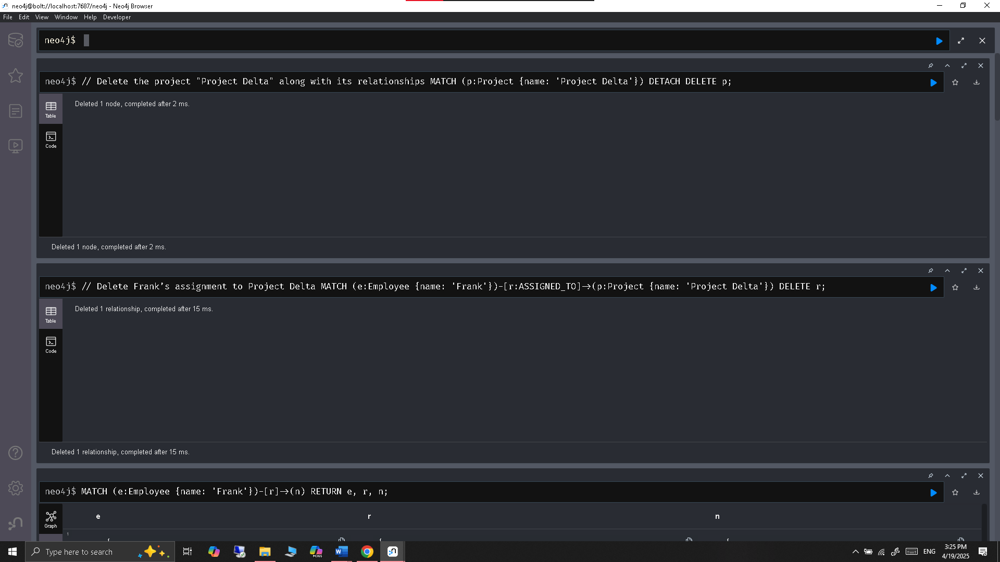 neo4j@bolt://localhost:7687/neo4j - Neo4j Browser
File Edit View Window Help Developer
neo4j$
neo4j$ // Delete the project "Project Delta" along with its relationships MATCH (p:Project {name: 'Project Delta'}) DETACH DELETE p;
Table
Deleted 1 node, completed after 2 ms.
Code
Deleted 1 node, completed after 2 ms.
neo4j$ // Delete Frank's assignment to Project Delta MATCH (e:Employee {name: 'Frank'})-[r:ASSIGNED_TO]->(p:Project {name: 'Project Delta'}) DELETE r;
Table
Deleted 1 relationship, completed after 15 ms.
Code
Deleted 1 relationship, completed after 15 ms.
neo4j$ MATCH (e:Employee {name: 'Frank'})-[r]->(n) RETURN e, r, n;
Graph
e r n
1
{ { {
Type here to search
M365
ENG
3:25 PM
4/19/2025